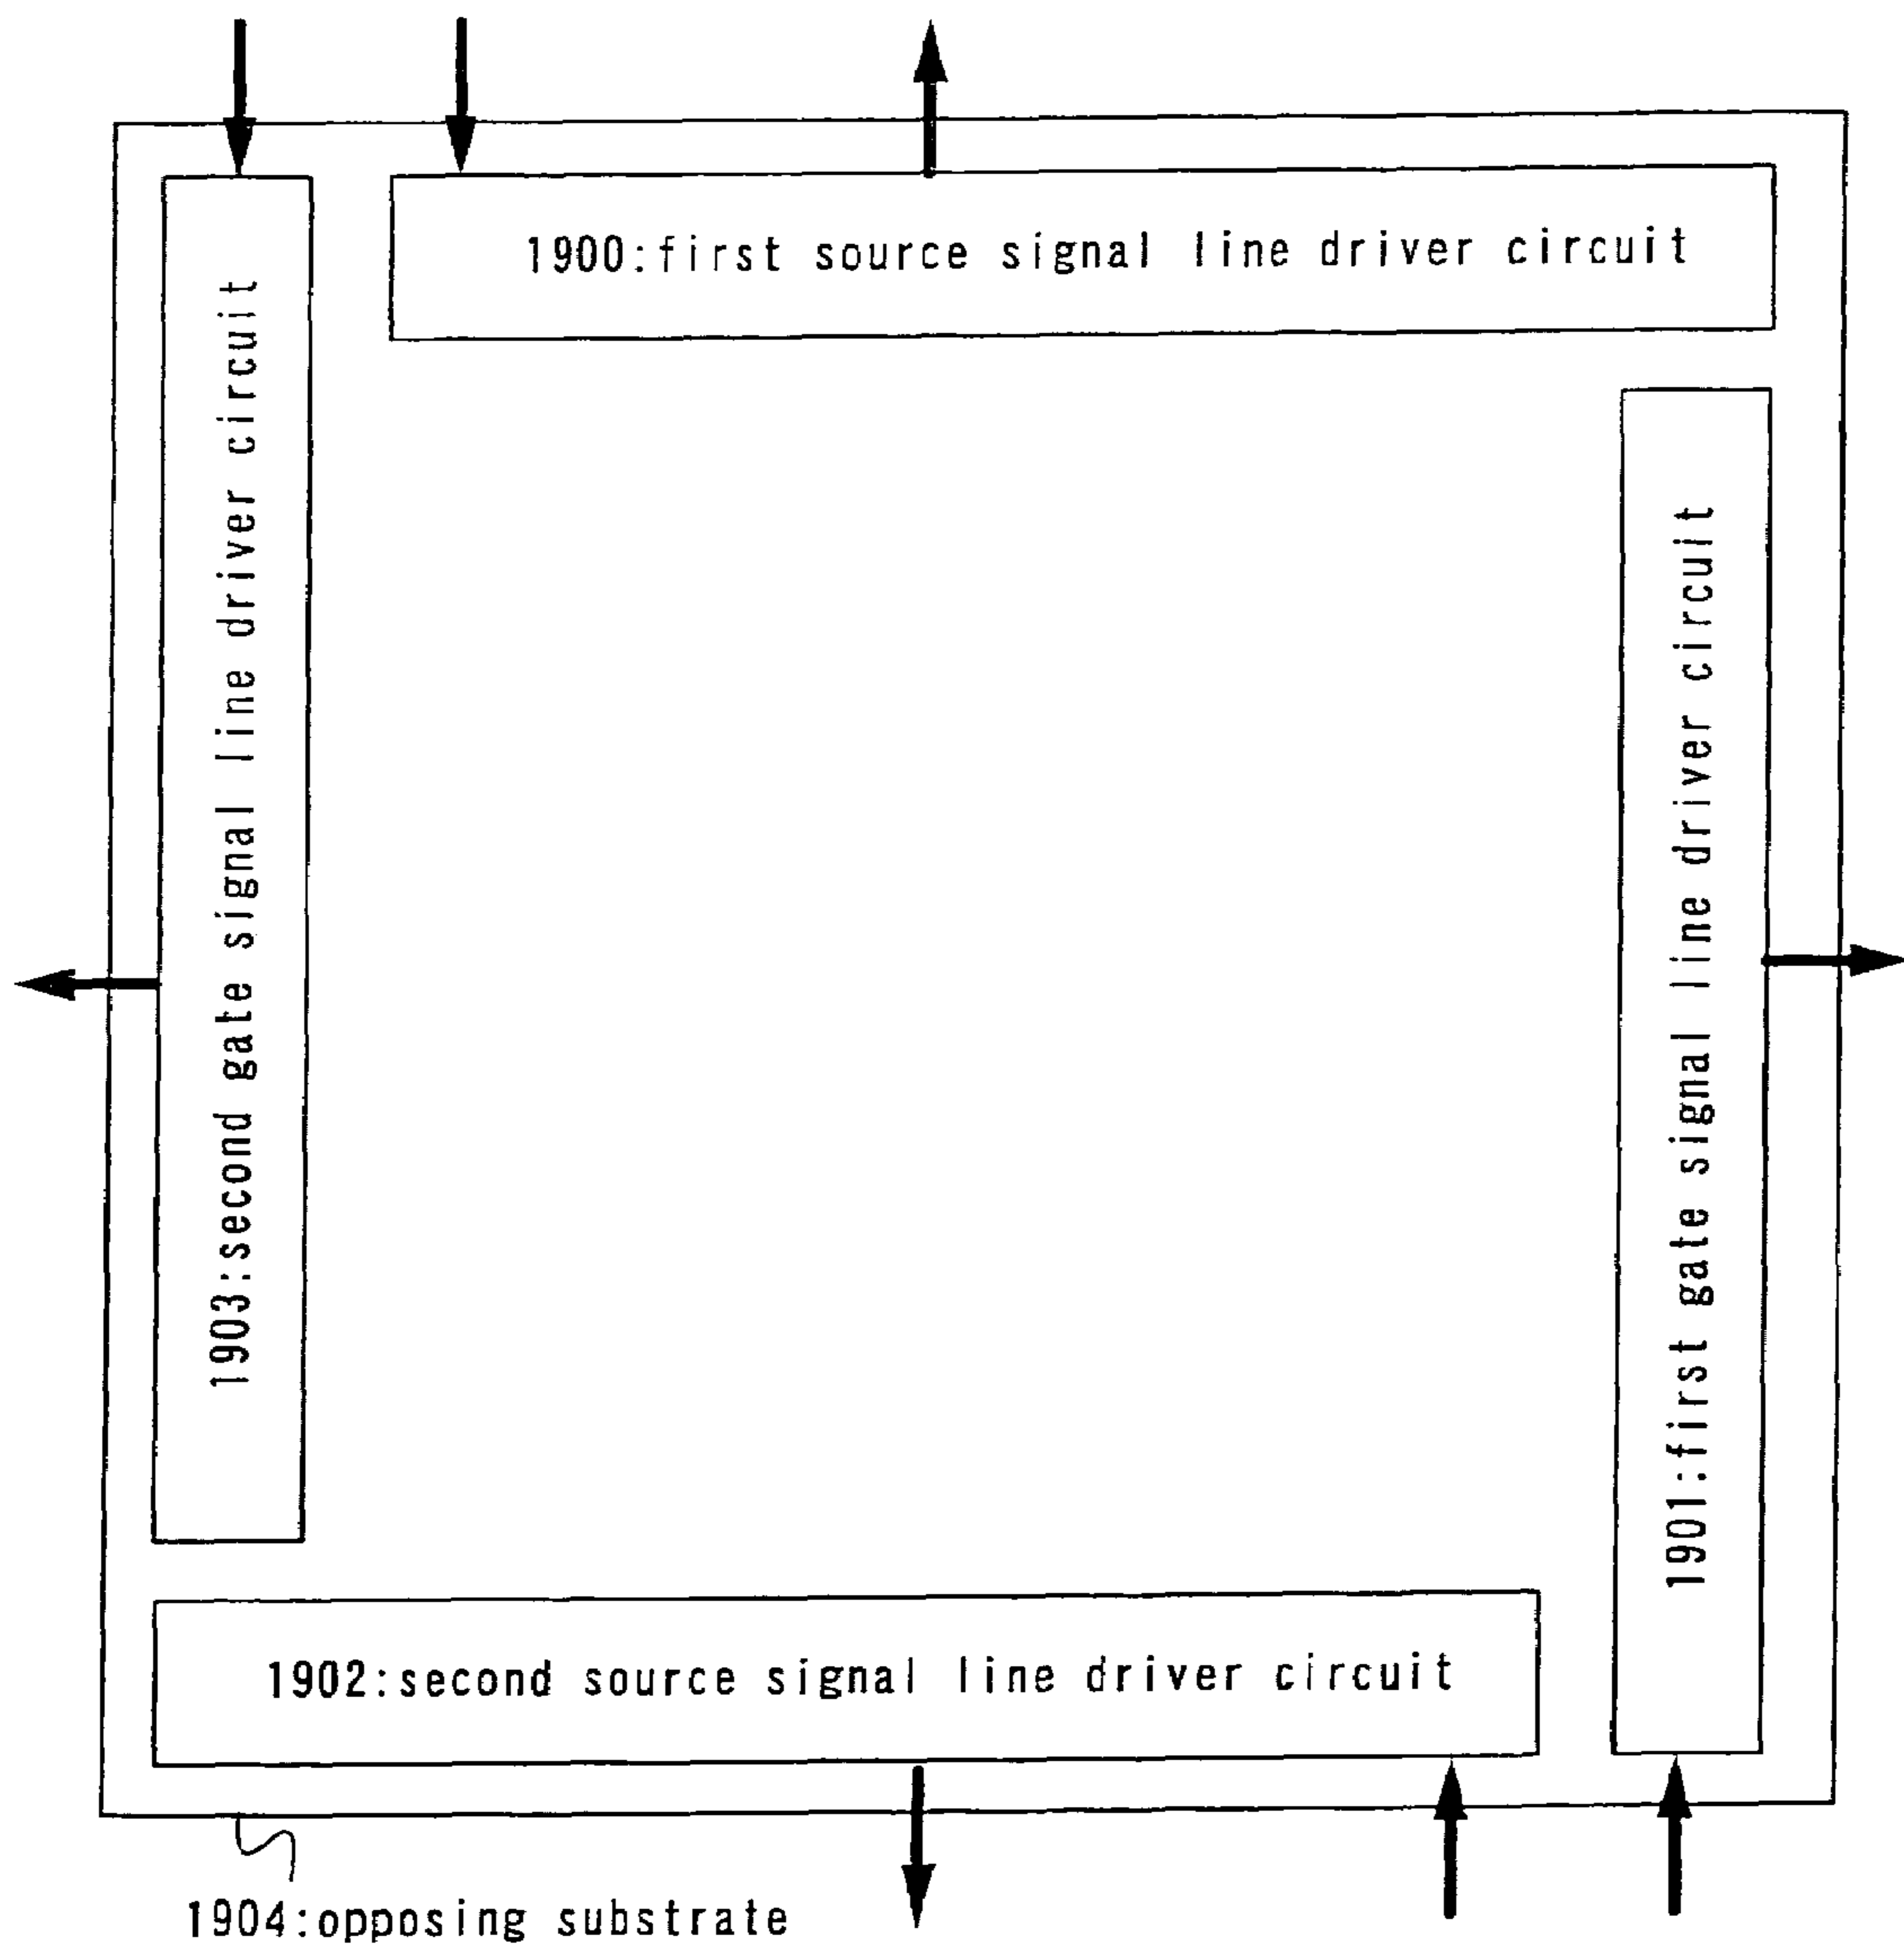 1900:first source signal line driver circuit
1903:second gate signal line driver circuit
1901:first gate signal line driver circuit
1902:second source signal line driver circuit
1904:opposing substrate